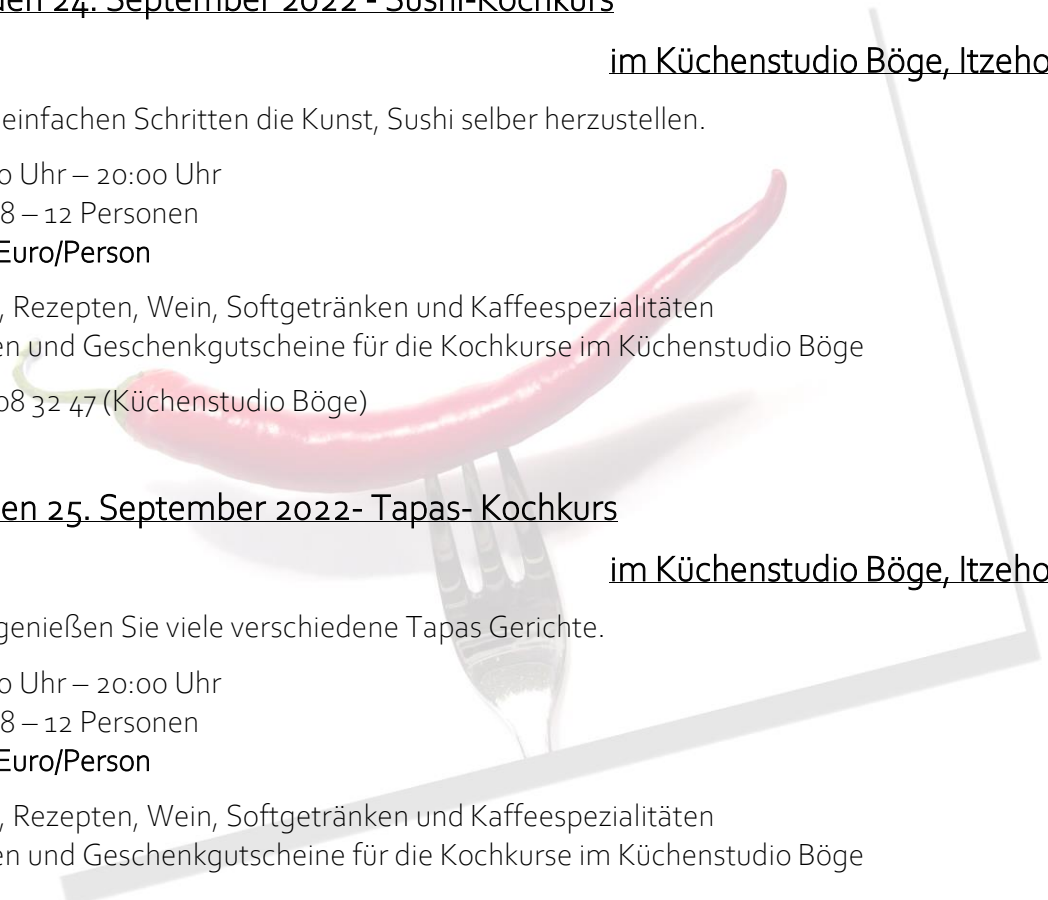 den 24. September 2022 - Sushi-Kochkurs
im Küchenstudio Böge, Itzeho
einfachen Schritten die Kunst, Sushi selber herzustellen.
0 Uhr – 20:00 Uhr
8 – 12 Personen
Euro/Person
, Rezepten, Wein, Softgetränken und Kaffeespezialitäten
en und Geschenkgutscheine für die Kochkurse im Küchenstudio Böge
08 32 47 (Küchenstudio Böge)
en 25. September 2022- Tapas- Kochkurs
im Küchenstudio Böge, Itzeho
genießen Sie viele verschiedene Tapas Gerichte.
0 Uhr – 20:00 Uhr
8 – 12 Personen
Euro/Person
, Rezepten, Wein, Softgetränken und Kaffeespezialitäten
en und Geschenkgutscheine für die Kochkurse im Küchenstudio Böge